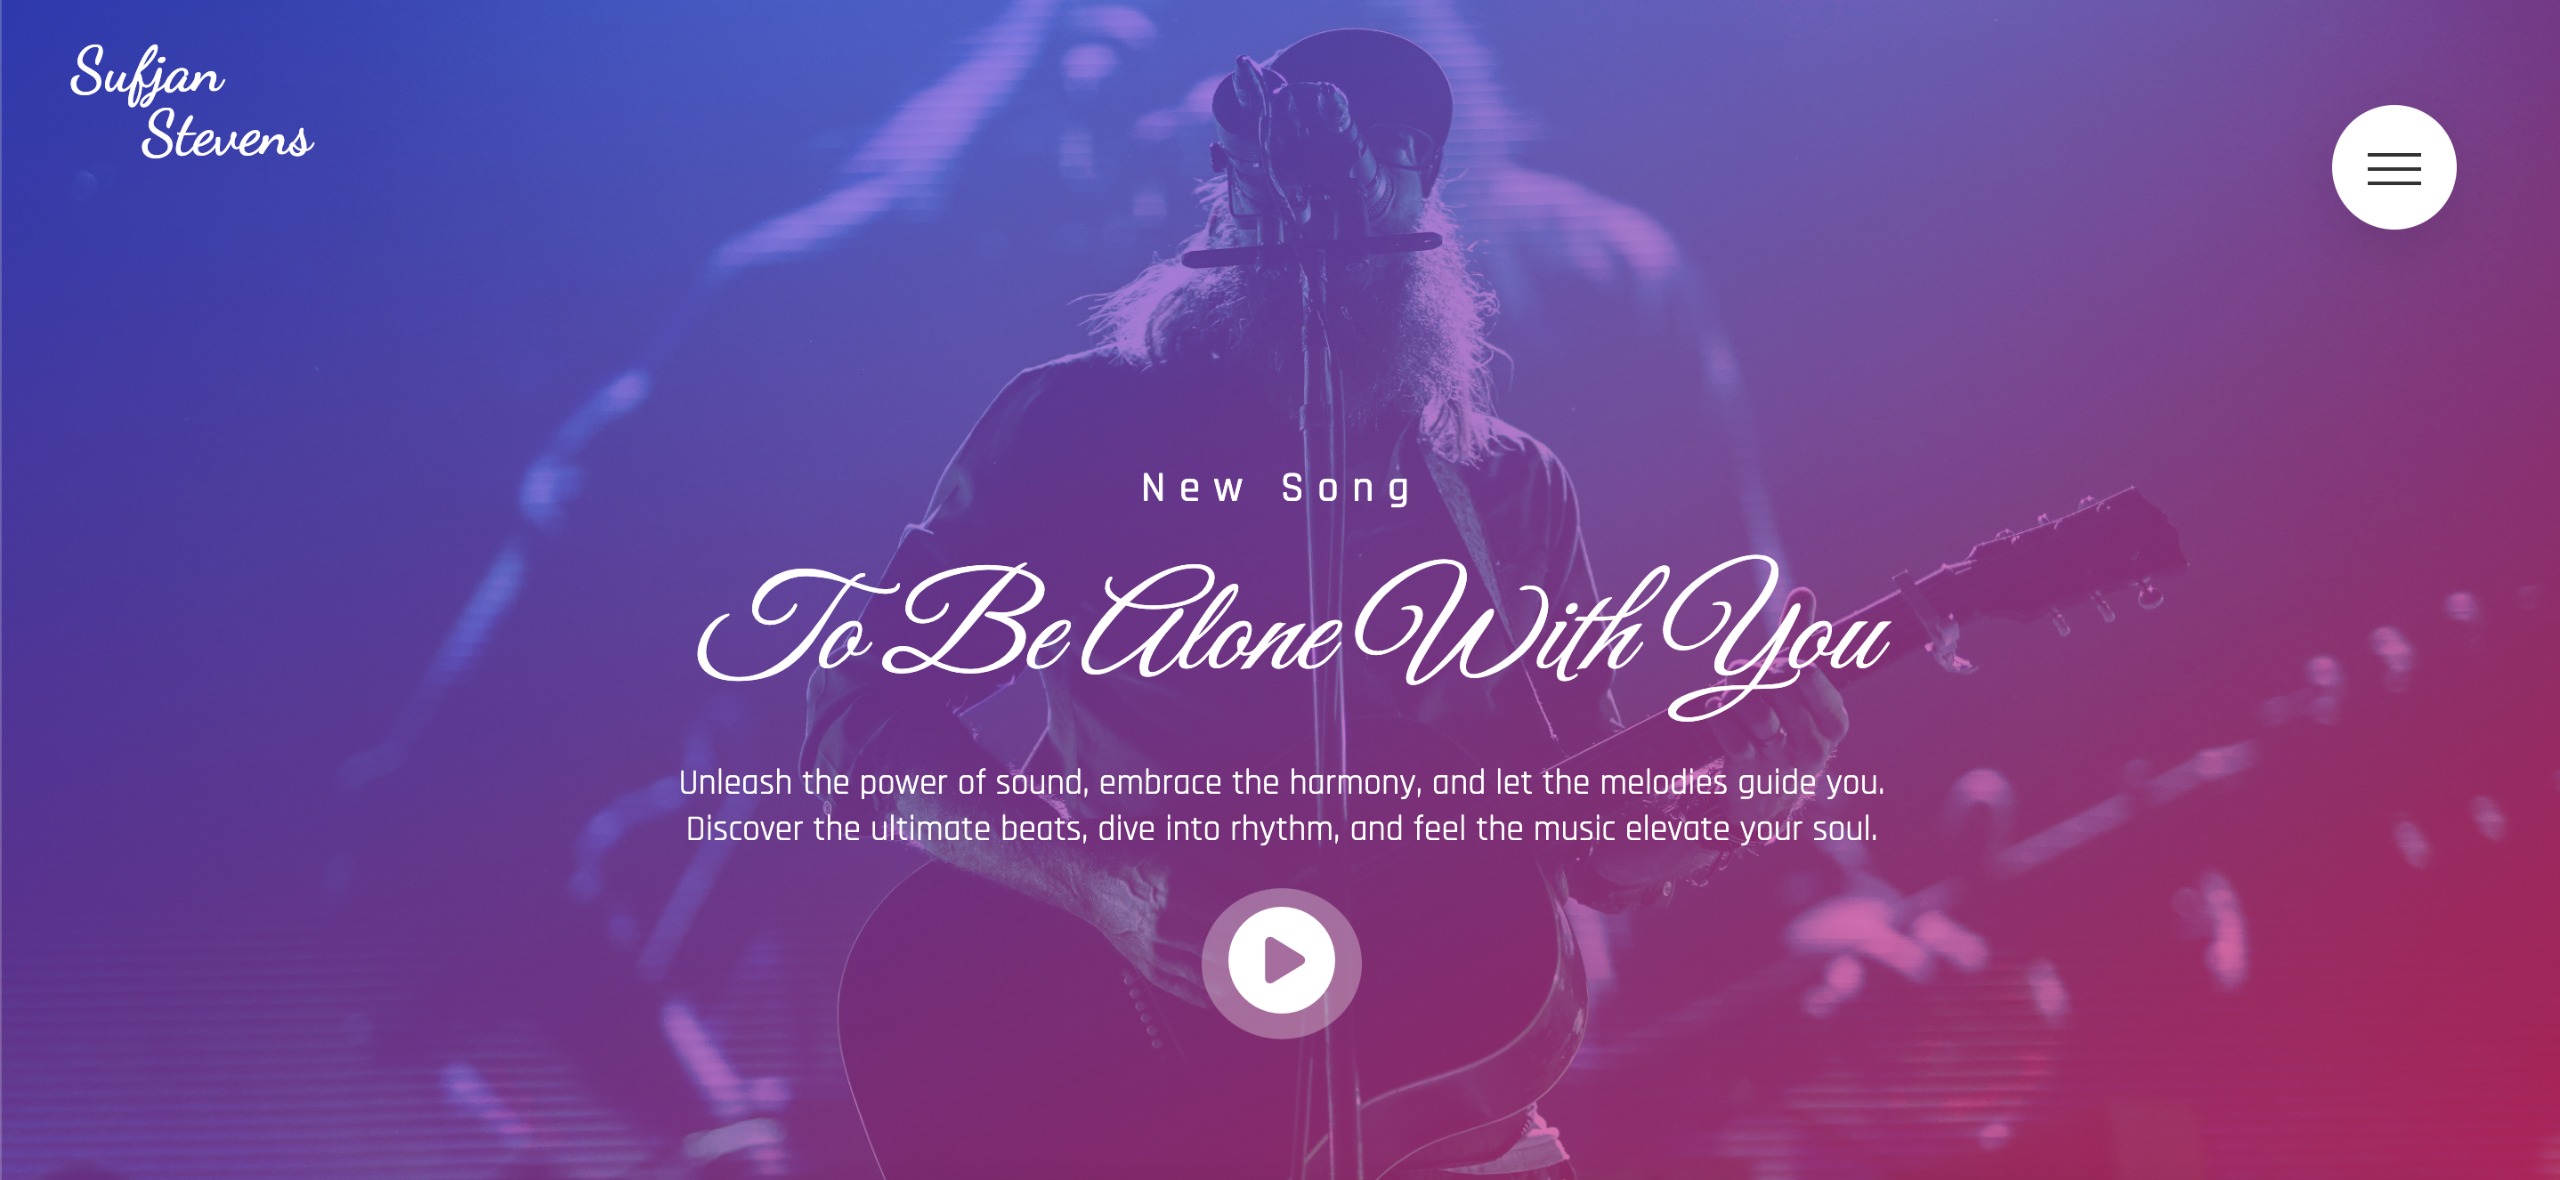 Sufjan
Stevens
New Song
To Be Alone With You
Unleash the power of sound, embrace the harmony, and let the melodies guide you.
Discover the ultimate beats, dive into rhythm, and feel the music elevate your soul.